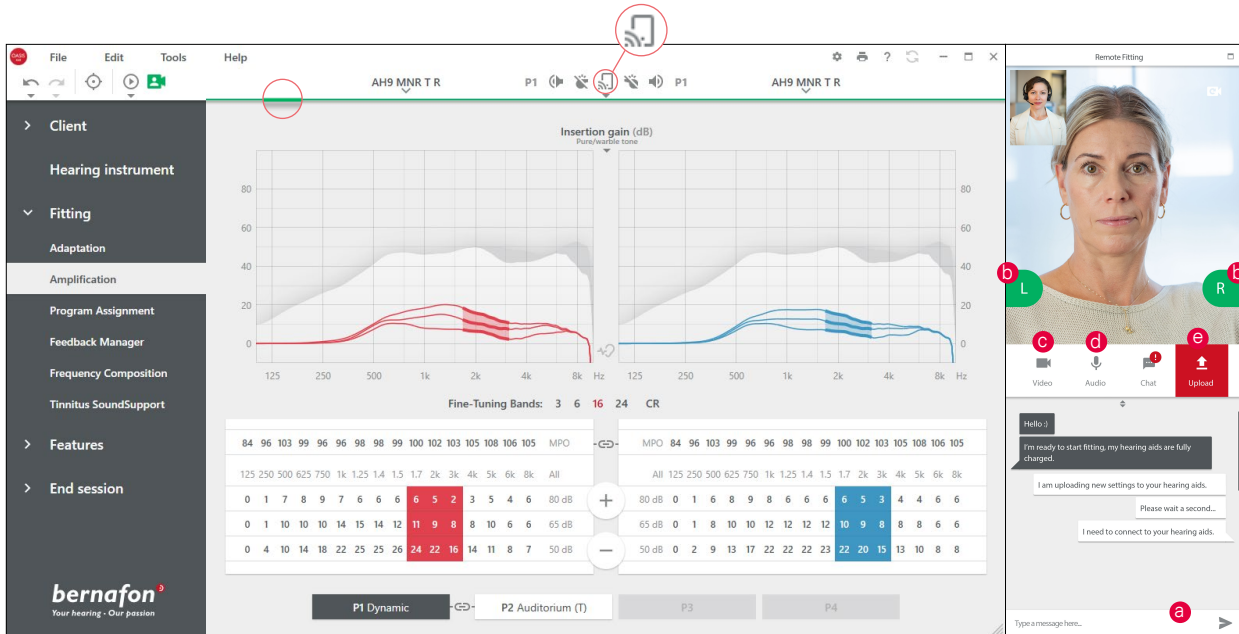 File Edit Tools Help
AH9 MNR T R P1 P1 AH9 MNR T R
Client
Hearing instrument
Fitting
Adaptation
Amplification
Program Assignment
Feedback Manager
Frequency Composition
Tinnitus SoundSupport
Features
End session
bernafon
Your hearing - Our passion
Insertion gain (dB)
Pure/warble tone
80 80
60 60
40 40
20 20
0 0
125 250 500 1k 2k 4k 8k Hz 125 250 500 1k 2k 4k 8k Hz
Fine-Tuning Bands: 3 6 16 24 CR
84 96 103 99 96 96 98 98 99 100 102 103 105 108 106 105 MPO
125 250 500 625 750 1k 1.25 1.4 1.5 1.7 2k 3k 4k 5k 6k 8k All
0 1 7 8 9 7 6 6 6 6 5 2 3 5 4 6 80 dB
0 1 10 10 10 14 15 14 12 11 9 8 8 10 6 6 65 dB
0 4 10 14 18 22 25 25 26 24 22 16 14 11 8 7 50 dB
+
−
MPO 84 96 103 99 96 96 98 98 99 100 102 103 105 108 106 105
All 125 250 500 625 750 1k 1.25 1.4 1.5 1.7 2k 3k 4k 5k 6k 8k
80 dB 0 1 6 8 9 8 6 6 6 6 5 3 4 4 6 6
65 dB 0 1 8 10 10 12 12 12 12 10 9 8 8 8 6 6
50 dB 0 2 9 13 17 22 22 22 23 22 20 15 13 10 8 8
P1 Dynamic P2 Auditorium (T) P3 P4
Remote Fitting
b b
L R
c d e
Video Audio Chat Upload
Hello :)
I'm ready to start fitting, my hearing aids are fully
charged.
I am uploading new settings to your hearing aids.
Please wait a second...
I need to connect to your hearing aids.
a
Type a message here...